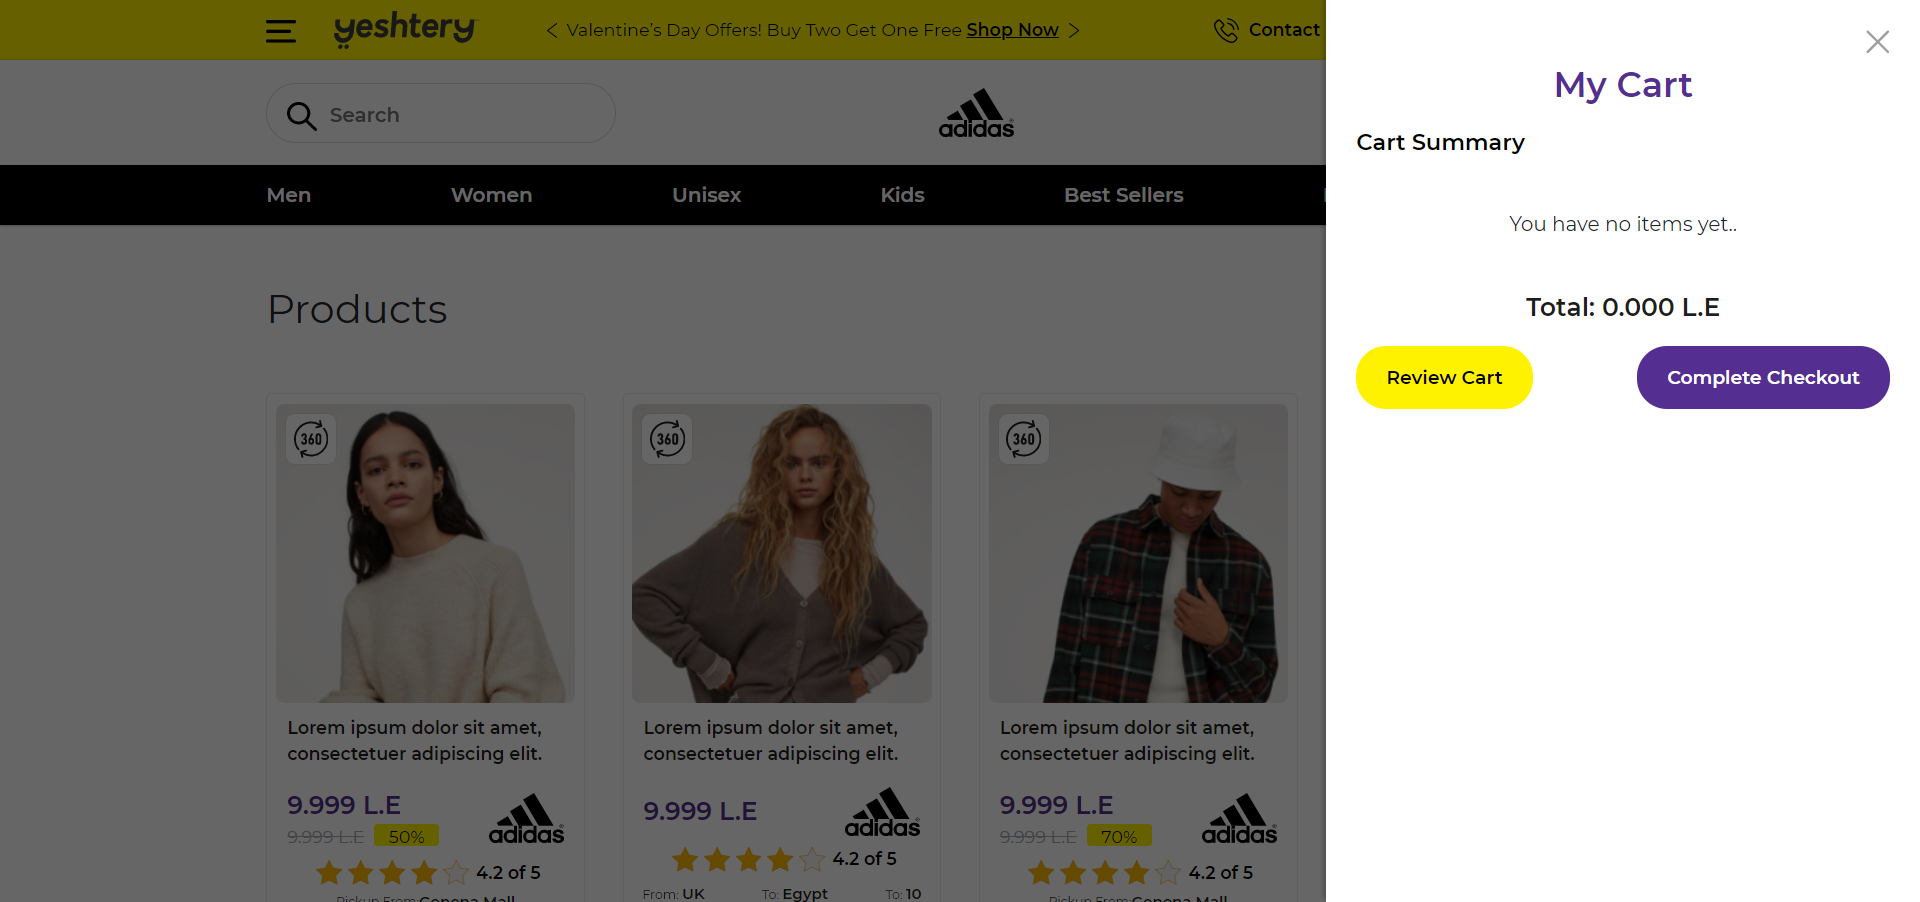 yeshtery
Valentine's Day Offers! Buy Two Get One Free Shop Now
Contact
Search
adidas
Men Women Unisex Kids Best Sellers
Products
360
360
360
Lorem ipsum dolor sit amet,
consectetuer adipiscing elit.
9.999 L.E
9.999 L.E 50%
adidas
4.2 of 5
Pickup From: Genena Mall
Lorem ipsum dolor sit amet,
consectetuer adipiscing elit.
9.999 L.E
adidas
4.2 of 5
From: UK To: Egypt To: 10
Lorem ipsum dolor sit amet,
consectetuer adipiscing elit.
9.999 L.E
9.999 L.E 70%
adidas
4.2 of 5
Pickup From: Genena Mall
My Cart
Cart Summary
You have no items yet..
Total: 0.000 L.E
Review Cart
Complete Checkout